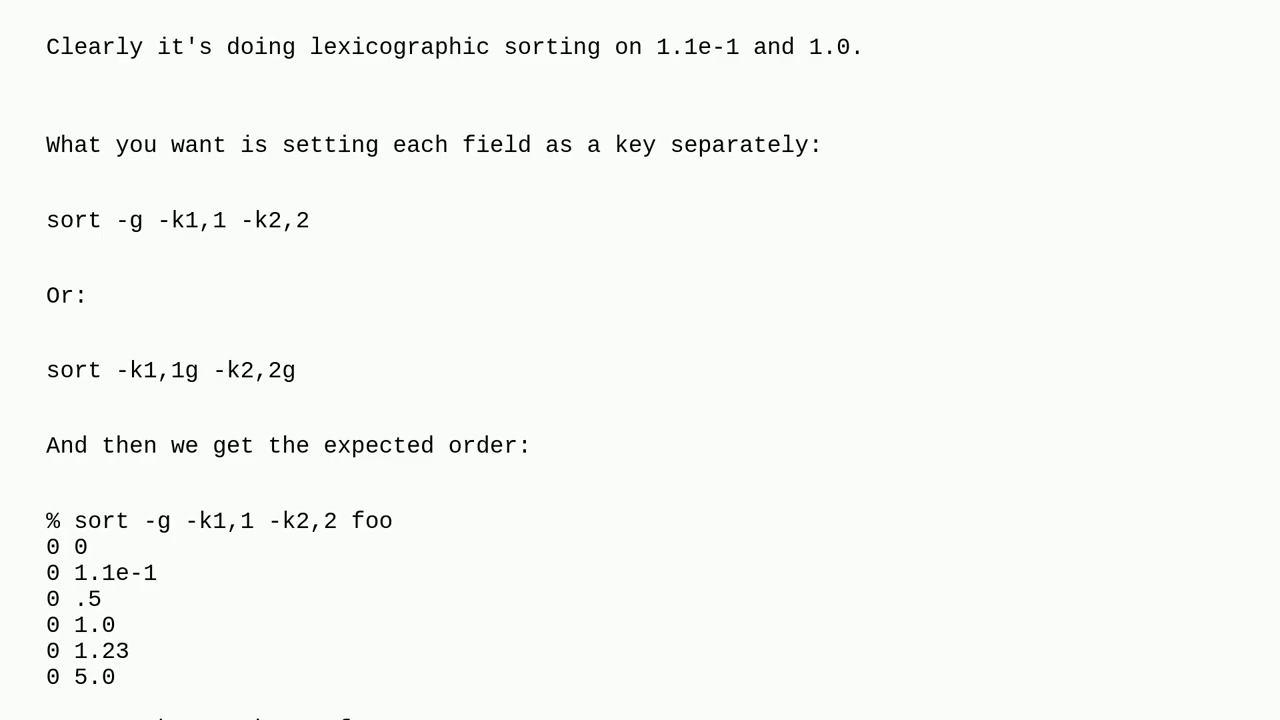 Clearly it's doing lexicographic sorting on 1.1e-1 and 1.0.
What you want is setting each field as a key separately:
sort -g -k1,1 -k2,2
Or:
sort -k1,1g -k2,2g
And then we get the expected order:
% sort -g -k1,1 -k2,2 foo
0 0
0 1.1e-1
0 .5
0 1.0
0 1.23
0 5.0